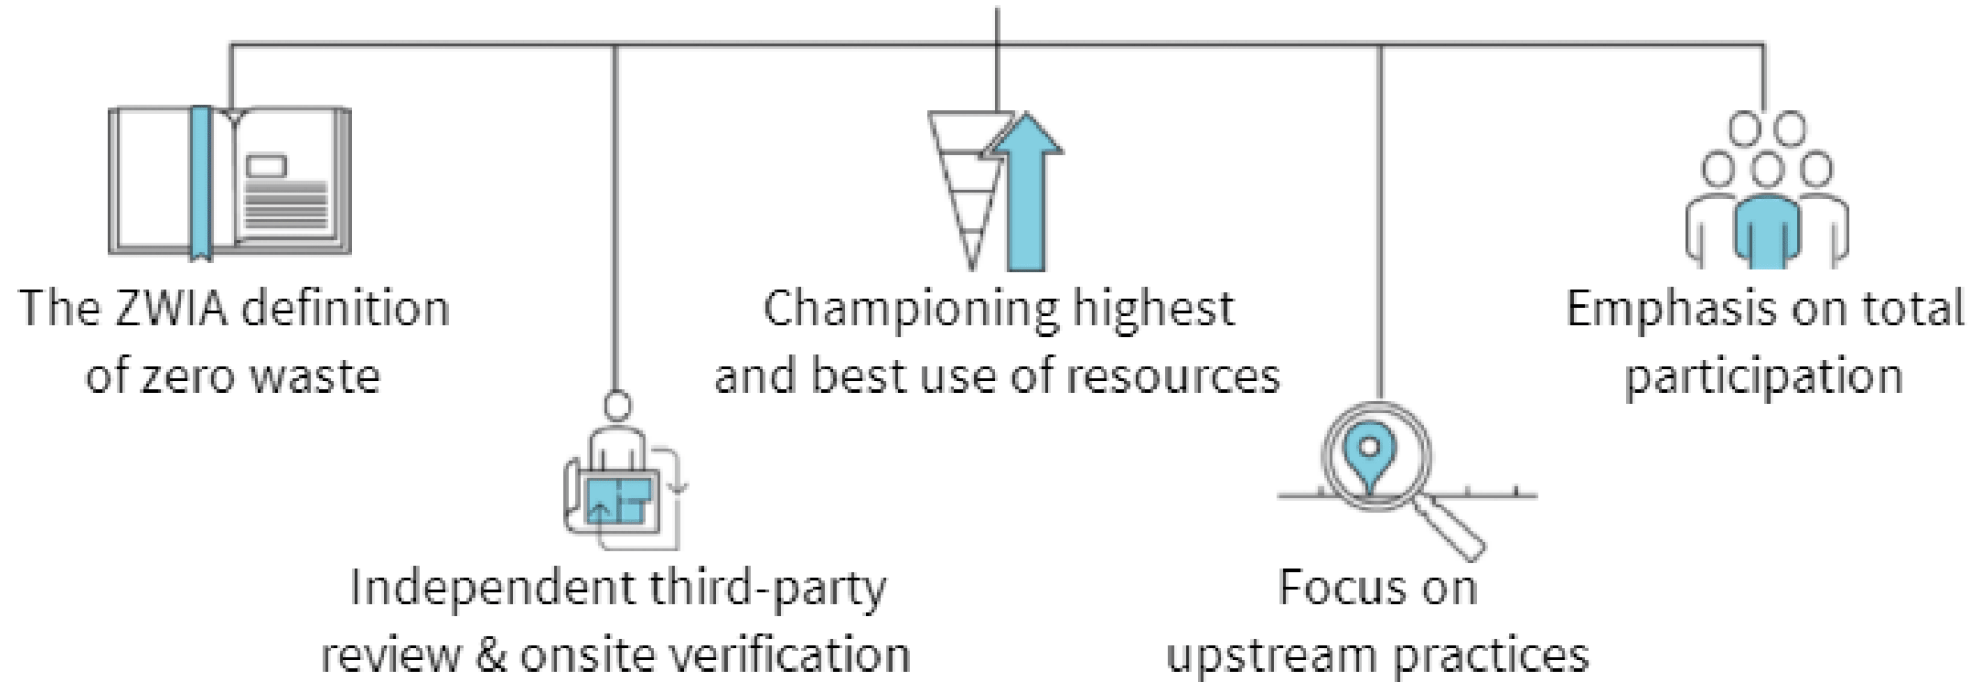 The ZWIA definition
of zero waste
Independent third-party
review & onsite verification
Championing highest
and best use of resources
Focus on
upstream practices
Emphasis on total
participation